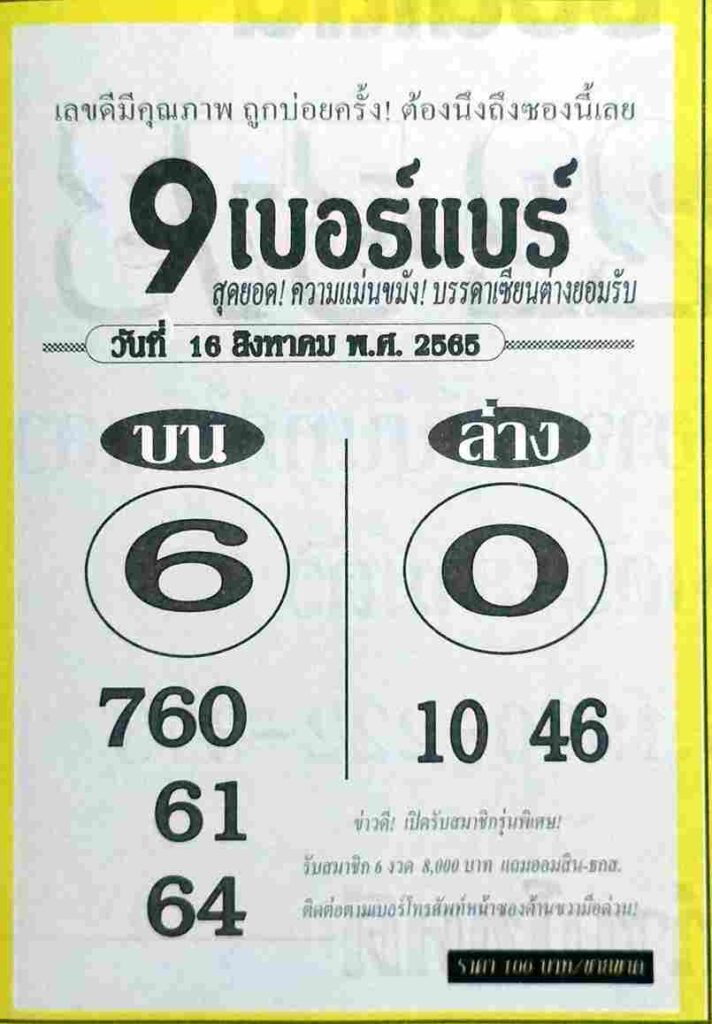 เลขดีมีคุณภาพ ถูกบ่อยครั้ง! ต้องนึงถึงซองนี้เลย
9เบอร์แบร์
สุดยอด! ความแม่นขมัง! บรรดาเซียนต่างยอมรับ
วันที่ 16 สิงหาคม พ.ศ. 2565
บน
6
760
61
64
ล่าง
0
10 46
ข่าวดี! เปิดรับสมาชิกรุ่นพิเศษ!
รับสมาชิก 6 งวด 8,000 บาท แถมออมสิน-ธกส.
ติดต่อตามเบอร์โทรศัพท์หน้าซองด้านขวามือด่วน!
ราคา 100 บาท/ขายขาด